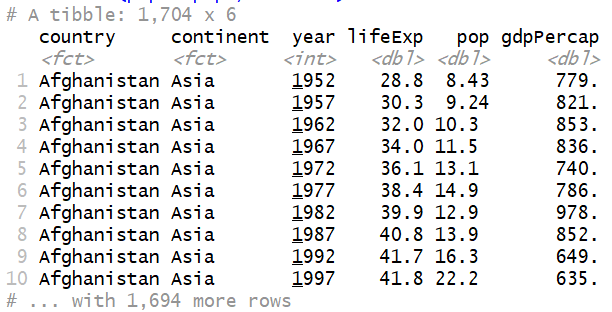 # A tibble: 1,704 x 6
country continent year lifeExp pop gdpPercap
<fct> <fct> <int> <dbl> <dbl> <dbl>
1 Afghanistan Asia 1952 28.8 8.43 779.
2 Afghanistan Asia 1957 30.3 9.24 821.
3 Afghanistan Asia 1962 32.0 10.3 853.
4 Afghanistan Asia 1967 34.0 11.5 836.
5 Afghanistan Asia 1972 36.1 13.1 740.
6 Afghanistan Asia 1977 38.4 14.9 786.
7 Afghanistan Asia 1982 39.9 12.9 978.
8 Afghanistan Asia 1987 40.8 13.9 852.
9 Afghanistan Asia 1992 41.7 16.3 649.
10 Afghanistan Asia 1997 41.8 22.2 635.
# ... with 1,694 more rows